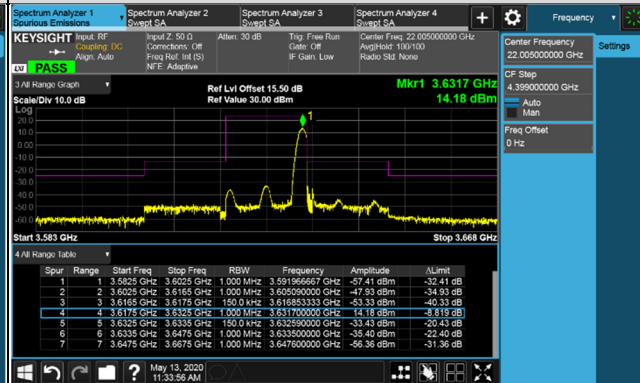 Spectrum Analyzer 1
Spurious Emissions
Spectrum Analyzer 2
Swept SA
Spectrum Analyzer 3
Swept SA
Spectrum Analyzer 4
Swept SA
+
Frequency
KEYSIGHT
Input: RF
Coupling: DC
Align: Auto
Input Z: 50 Ω
Corrections: Off
Freq Ref: Int (S)
NFE: Adaptive
Atten: 30 dB
Trig: Free Run
Gate: Off
IF Gain: Low
Center Freq: 22.005000000 GHz
Avg|Hold: 100/100
Radio Std: None
LXI PASS
Center Frequency
22.005000000 GHz
Settings
CF Step
4.399000000 GHz
Auto
Man
Freq Offset
0 Hz
3 All Range Graph
Ref Lvl Offset 15.50 dB
Mkr1 3.6317 GHz
Scale/Div 10.0 dB
Ref Value 30.00 dBm
14.18 dBm
Log
1
20.0
10.0
0.00
-10.0
-20.0
-30.0
-40.0
-50.0
-60.0
Start 3.583 GHz
Stop 3.668 GHz
4 All Range Table
Spur Range Start Freq Stop Freq RBW Frequency Amplitude ΔLimit
1 1 3.5825 GHz 3.6025 GHz 1.000 MHz 3.591966667 GHz -57.41 dBm -32.41 dB
2 2 3.6025 GHz 3.6165 GHz 1.000 MHz 3.605090000 GHz -47.93 dBm -34.93 dB
3 3 3.6165 GHz 3.6175 GHz 150.0 kHz 3.616853333 GHz -53.33 dBm -40.33 dB
4 4 3.6175 GHz 3.6325 GHz 1.000 MHz 3.631700000 GHz 14.18 dBm -8.819 dB
5 5 3.6325 GHz 3.6335 GHz 150.0 kHz 3.632590000 GHz -33.43 dBm -20.43 dB
6 6 3.6335 GHz 3.6475 GHz 1.000 MHz 3.633500000 GHz -35.40 dBm -22.40 dB
7 7 3.6475 GHz 3.6675 GHz 1.000 MHz 3.647600000 GHz -56.36 dBm -31.36 dB
?
May 13, 2020
11:33:56 AM